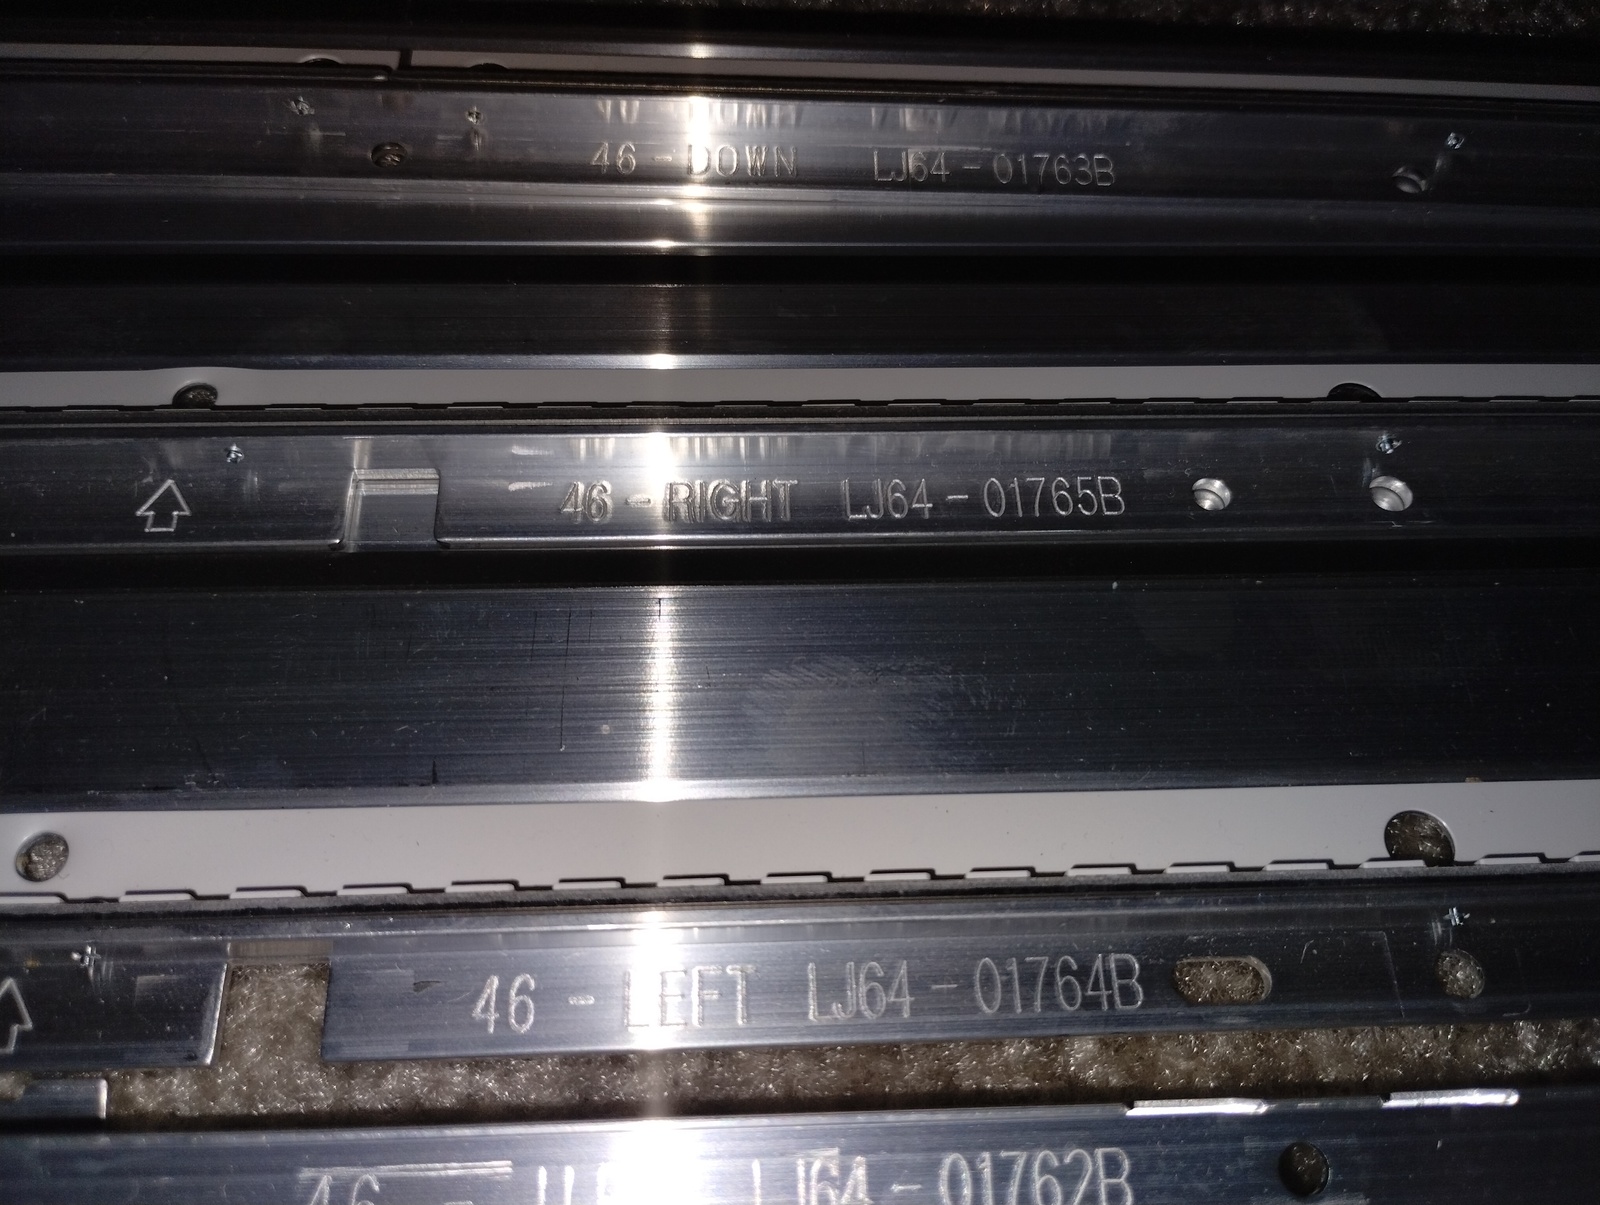 46 - DOWN LJ64 - 01763B
46 - RIGHT LJ64 - 01765B
46 - LEFT LJ64 - 01764B
46 - LJ64 - 01762B